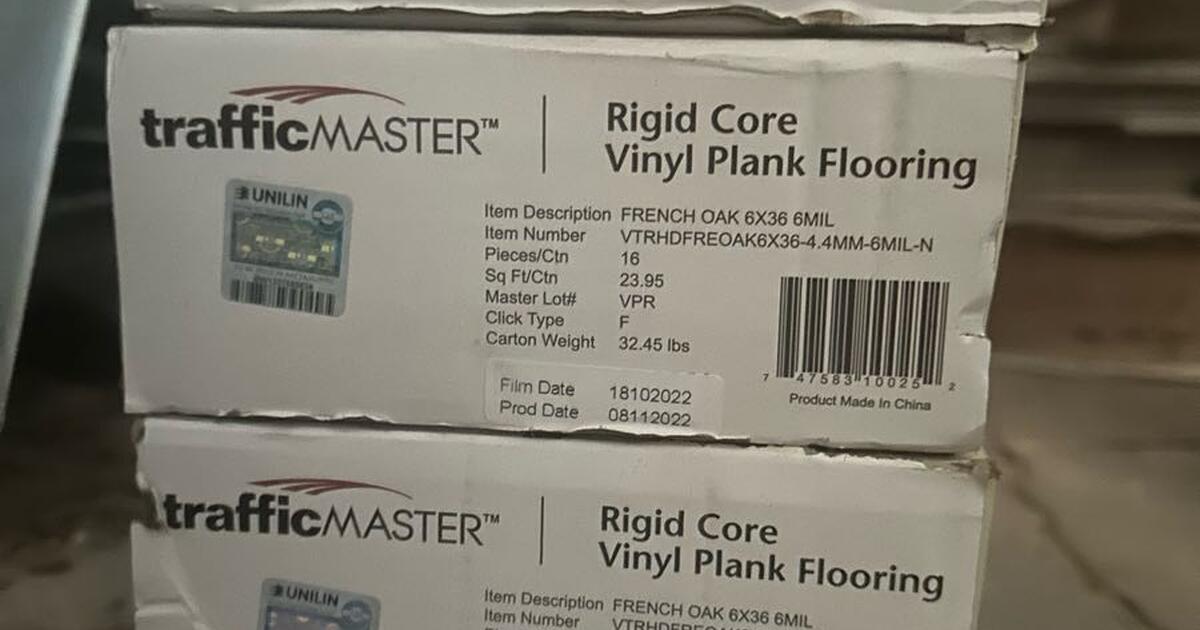 trafficMASTER™
Rigid Core
Vinyl Plank Flooring
UNILIN
Item Description FRENCH OAK 6X36 6MIL
Item Number VTRHDFREOAK6X36-4.4MM-6MIL-N
Pieces/Ctn 16
Sq Ft/Ctn 23.95
Master Lot# VPR
Click Type F
Carton Weight 32.45 lbs
Film Date 18102022
Prod Date 08112022
7 47583 10025 2
Product Made In China
trafficMASTER™
Rigid Core
Vinyl Plank Flooring
UNILIN
Item Description FRENCH OAK 6X36 6MIL
Item Number